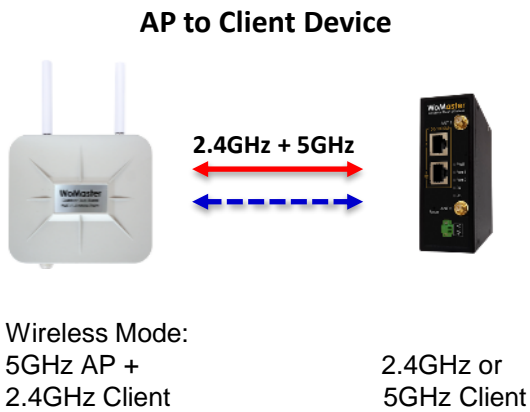 AP to Client Device
2.4GHz + 5GHz
WoMaster
WoMaster
Wireless Mode:
5GHz AP + 2.4GHz or
2.4GHz Client 5GHz Client